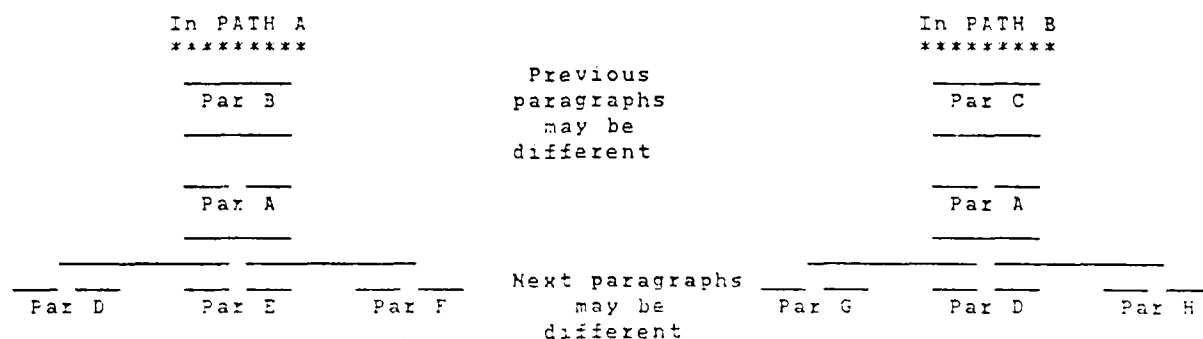 In PATH A
*********
In PATH B
*********
Par B
Previous
paragraphs
may be
different
Par C
Par A
Par A
Next paragraphs
may be
different
Par D
Par E
Par F
Par G
Par D
Par H